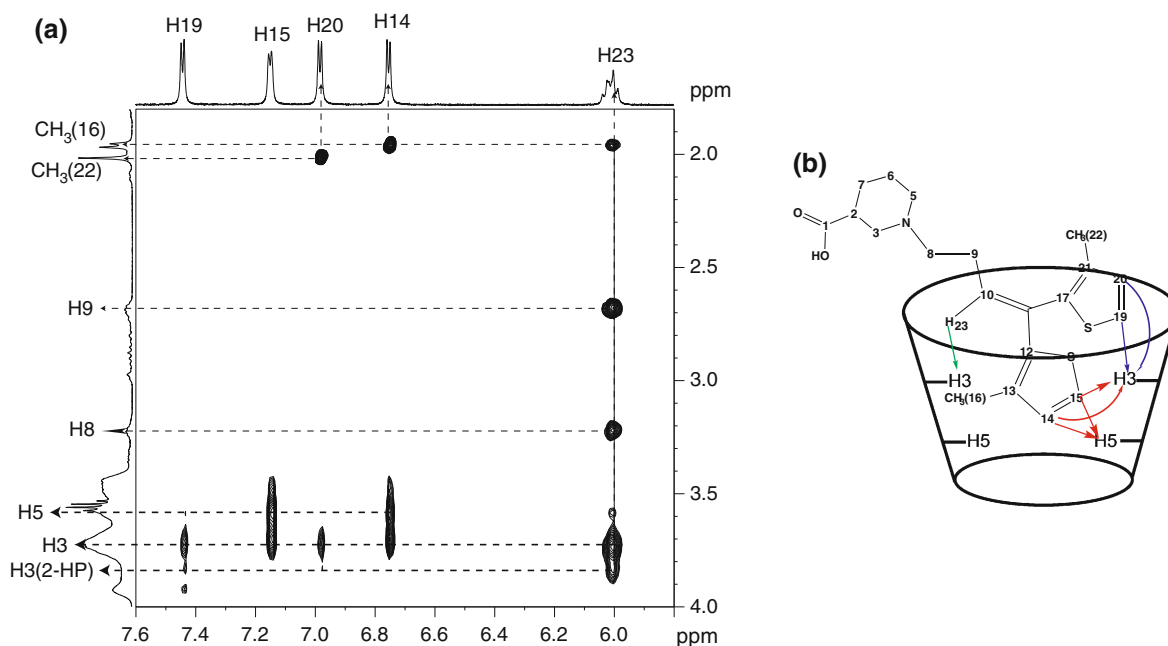 (a)
H19 H15 H20 H14 H23
ppm
CH3(16)
CH3(22)
H9
H8
H5
H3
H3(2-HP)
2.0
2.5
3.0
3.5
4.0
7.6 7.4 7.2 7.0 6.8 6.6 6.4 6.2 6.0 ppm
(b)
6
7
5
2
O
1
N
3
HO
8
9
CH3(22)
21
20
10
17
19
H
23
S
12
S
H3
H3
13
15
CH3(16)
14
H5
H5